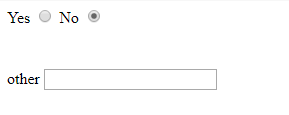 Yes No
other